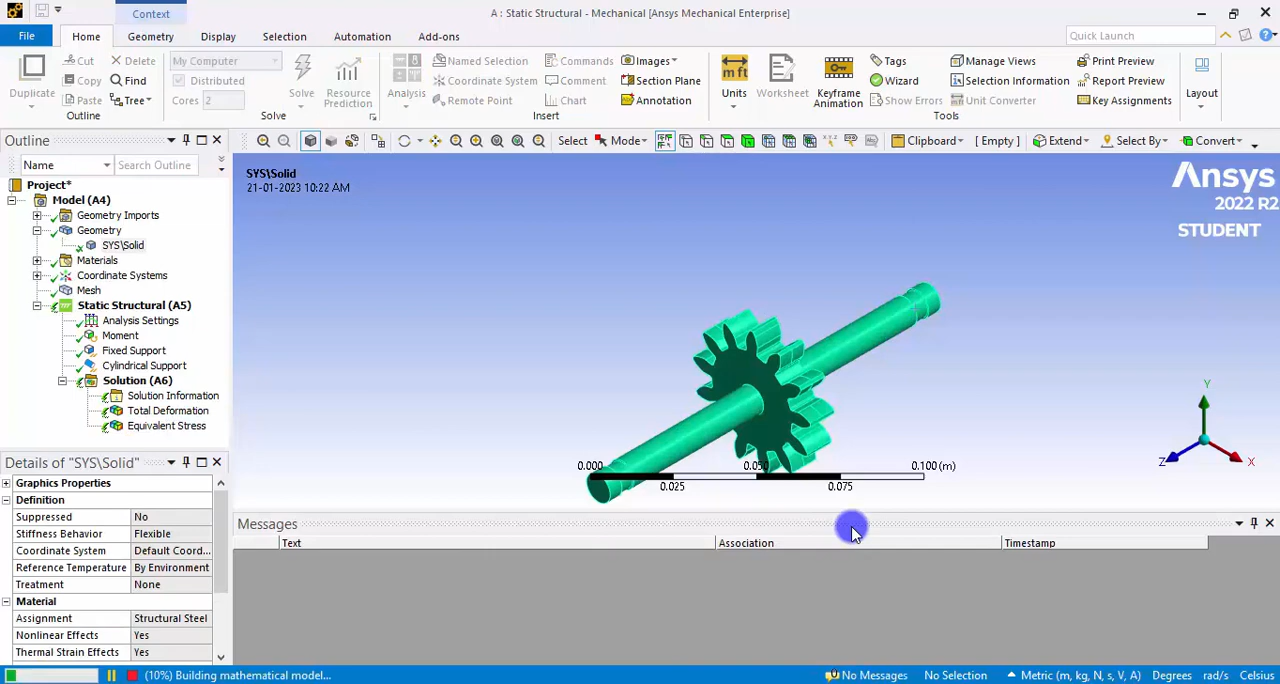 Context
A : Static Structural - Mechanical [Ansys Mechanical Enterprise]
File Home Geometry Display Selection Automation Add-ons Quick Launch
Duplicate Cut Delete My Computer Solve Resource Prediction Analysis Named Selection Commands Images Units Worksheet Keyframe Animation Tags Manage Views Print Preview Layout
Copy Find Distributed Coordinate System Comment Section Plane Wizard Selection Information Report Preview
Paste Tree Cores 2 Remote Point Chart Annotation Show Errors Unit Converter Key Assignments
Outline Solve Insert Tools
Outline Select Mode Clipboard [ Empty ] Extend Select By Convert
Name Search Outline
Project*
Model (A4)
Geometry Imports
Geometry
SYS\Solid
Materials
Coordinate Systems
Mesh
Static Structural (A5)
Analysis Settings
Moment
Fixed Support
Cylindrical Support
Solution (A6)
Solution Information
Total Deformation
Equivalent Stress
SYS\Solid
21-01-2023 10:22 AM
Ansys
2022 R2
STUDENT
0.000 0.050 0.100 (m)
0.025 0.075
Y
Z X
Details of "SYS\Solid"
Graphics Properties
Definition
Suppressed No
Stiffness Behavior Flexible
Coordinate System Default Coord...
Reference Temperature By Environment
Treatment None
Material
Assignment Structural Steel
Nonlinear Effects Yes
Thermal Strain Effects Yes
Messages
Text Association Timestamp
(10%) Building mathematical model... No Messages No Selection Metric (m, kg, N, s, V, A) Degrees rad/s Celsius